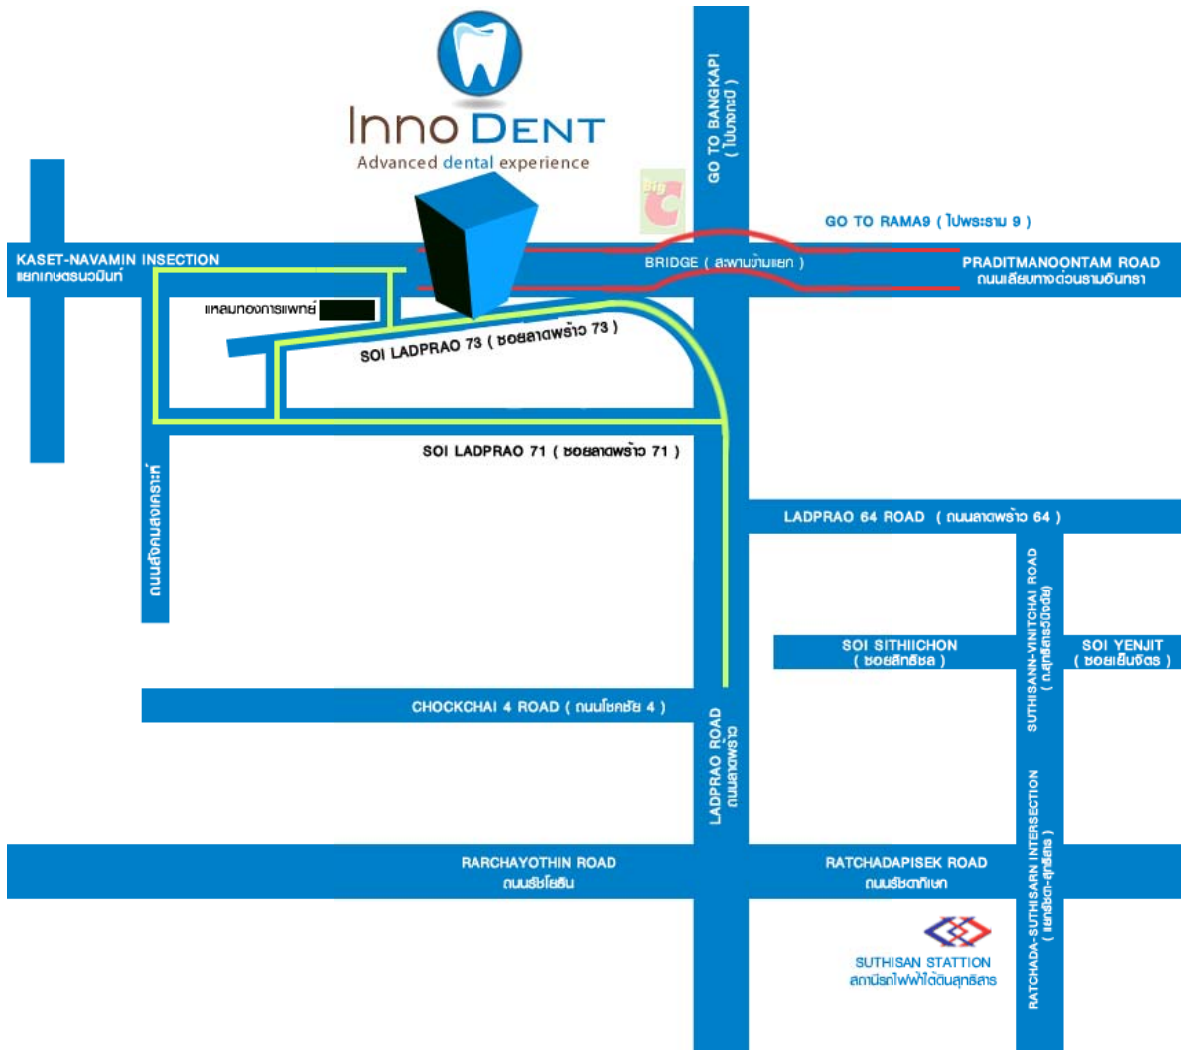 Inno DENT
Advanced dental experience
GO TO BANGKAPI
( ไปบางกะปิ )
Big C
GO TO RAMA9 ( ไปพระราม 9 )
KASET-NAVAMIN INSECTION
แยกเกษตรนวมินท์
BRIDGE ( สะพานข้ามแยก )
PRADITMANOONTAM ROAD
ถนนเลียบทางด่วนรามอินทรา
แหลมทองการแพทย์
SOI LADPRAO 73 ( ซอยลาดพร้าว 73 )
SOI LADPRAO 71 ( ซอยลาดพร้าว 71 )
ถนนสังคมสงเคราะห์
LADPRAO 64 ROAD ( ถนนลาดพร้าว 64 )
SUTHISANN-VINITCHAI ROAD
( ถ.สุทธิสารวินิจฉัย)
SOI SITHIICHON
( ซอยสิทธิชล )
SOI YENJIT
( ซอยเย็นจิตร )
CHOCKCHAI 4 ROAD ( ถนนโชคชัย 4 )
LADPRAO ROAD
ถนนลาดพร้าว
RARCHAYOTHIN ROAD
ถนนรัชโยธิน
RATCHADAPISEK ROAD
ถนนรัชดาภิเษก
RATCHADA-SUTHISARN INTERSECTION
( แยกรัชดา-สุทธิสาร )
SUTHISAN STATTION
สถานีรถไฟฟ้าใต้ดินสุทธิสาร